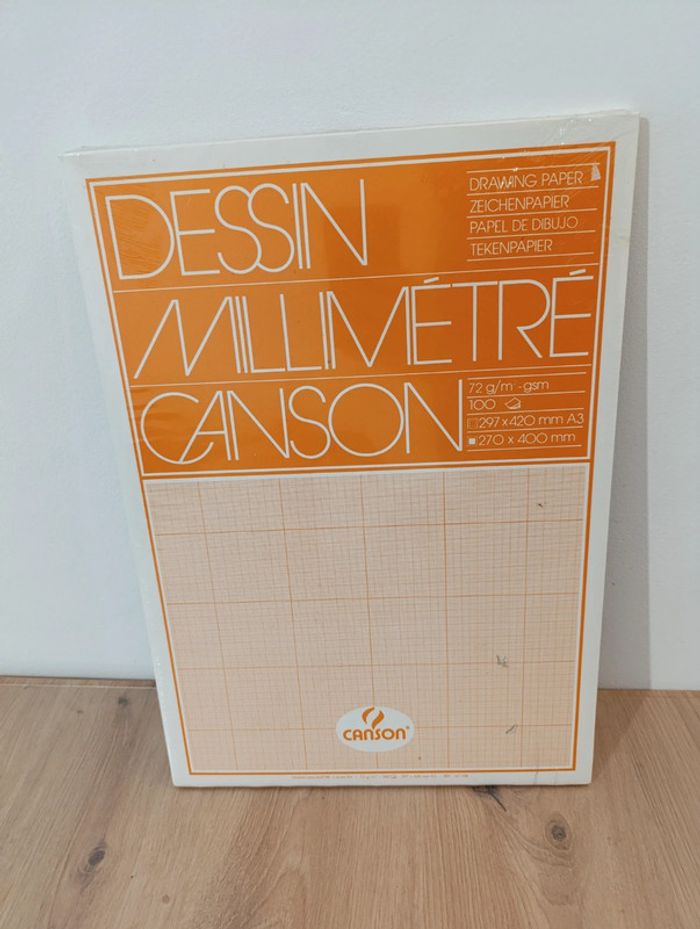 DESSIN
DRAWING PAPER
ZEICHENPAPIER
PAPEL DE DIBUJO
TEKENPAPIER
MILLIMÉTRÉ
CANSON
72 g/m² - gsm
100
297 x 420 mm A3
270 x 400 mm
CANSON